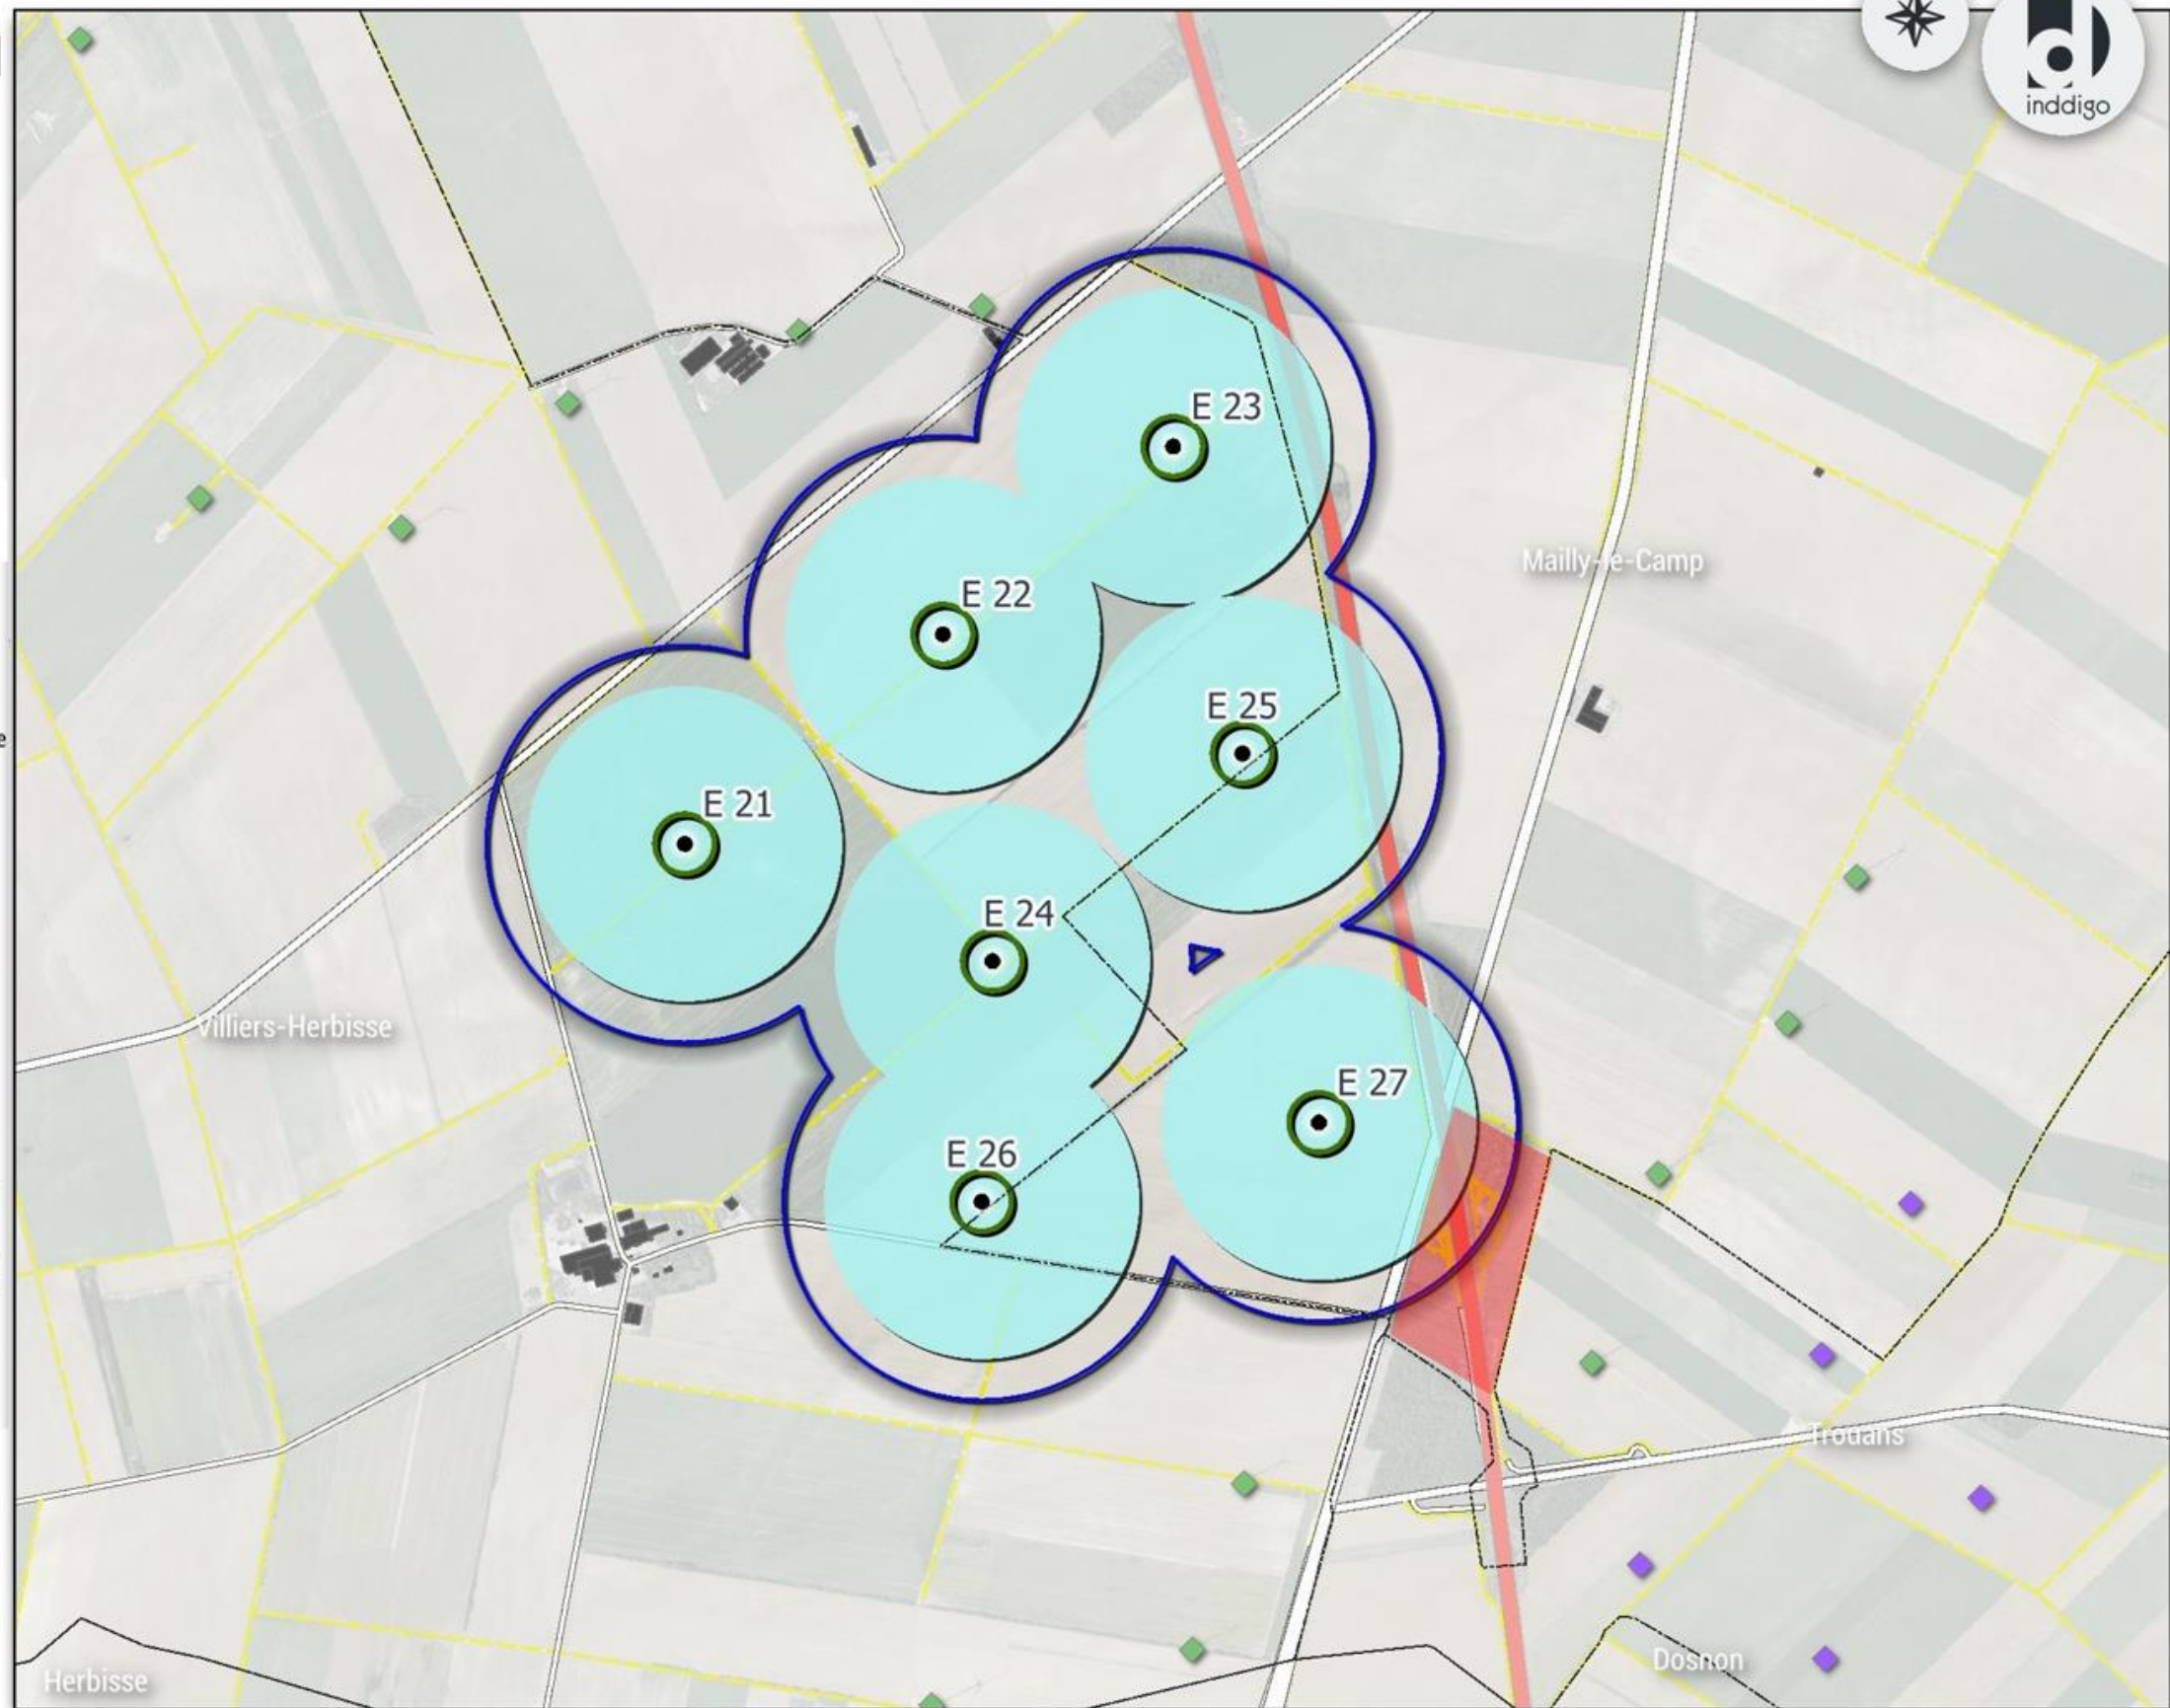 inddigo
E 23
Mailly-le-Camp
E 22
E 25
E 21
E 24
Villiers-Herbisse
E 27
E 26
Trouans
Dosnon
Herbisse